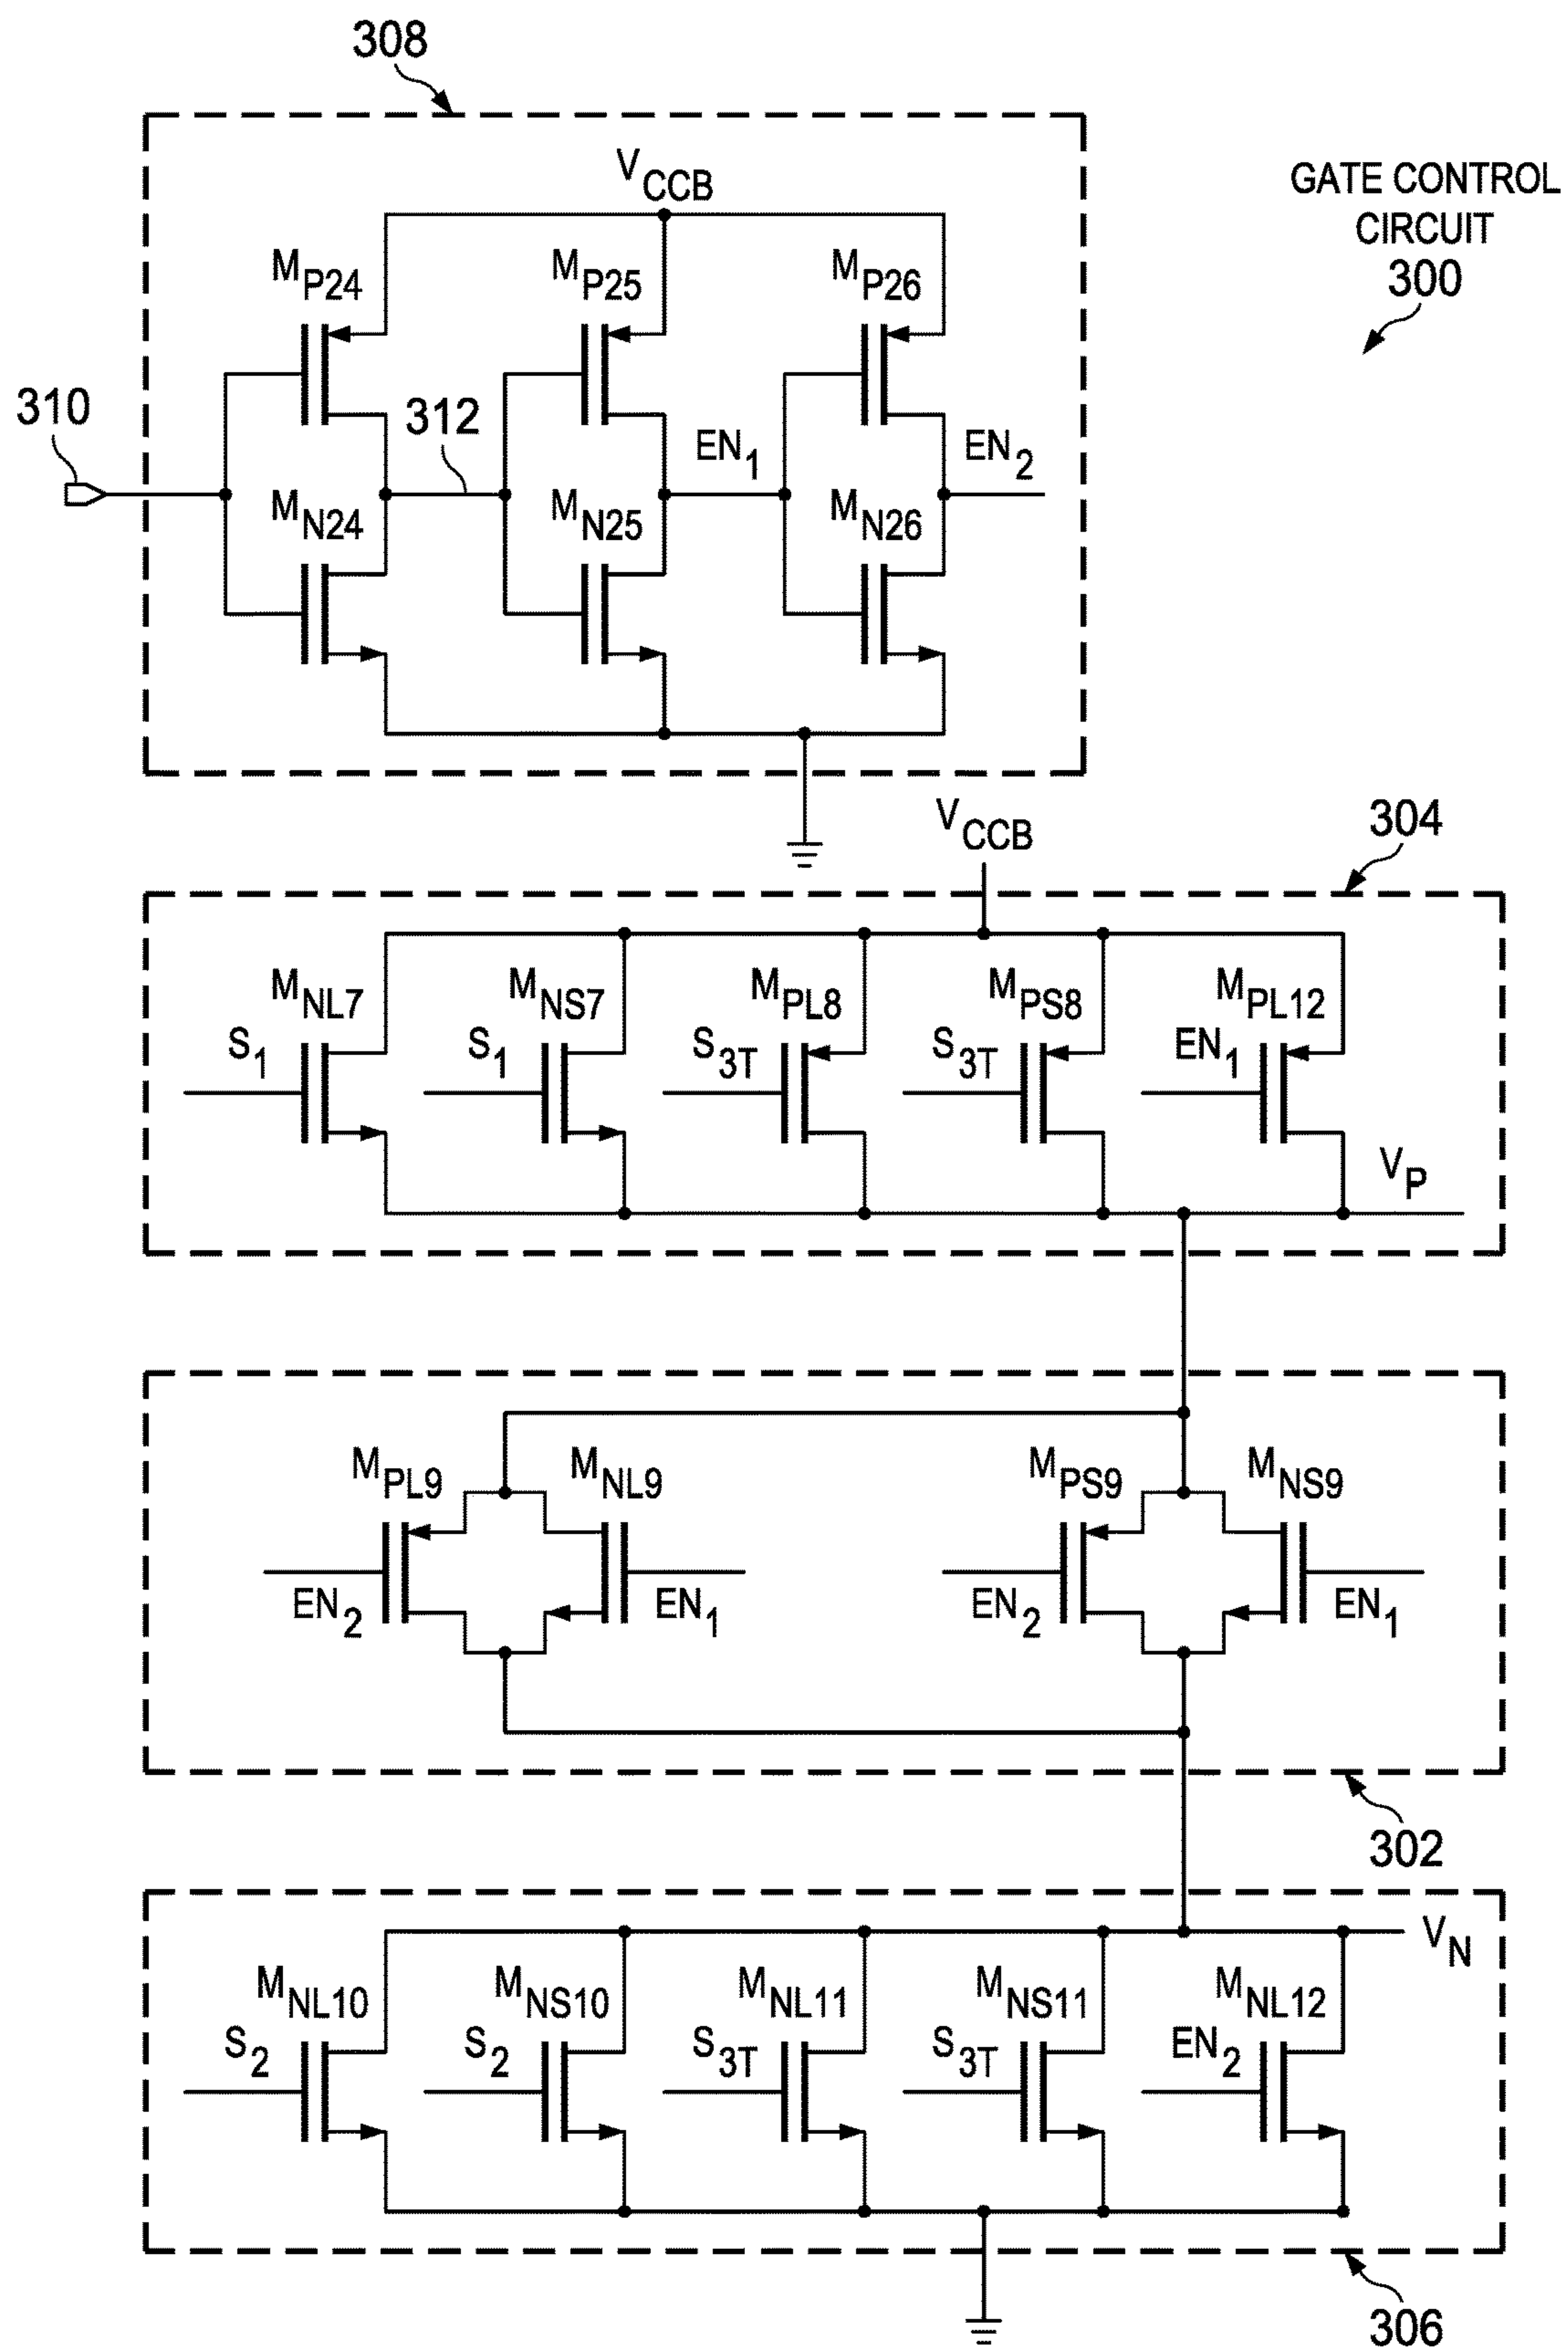 308
V_CCB
GATE CONTROL
CIRCUIT
300
M_P24 M_P25 M_P26
310
312
EN_1
EN_2
M_N24 M_N25 M_N26
V_CCB
304
M_NL7 M_NS7 M_PL8 M_PS8 M_PL12
S_1 S_1 S_3T S_3T EN_1
V_P
M_PL9 M_NL9 M_PS9 M_NS9
EN_2 EN_1 EN_2 EN_1
302
V_N
M_NL10 M_NS10 M_NL11 M_NS11 M_NL12
S_2 S_2 S_3T S_3T EN_2
306